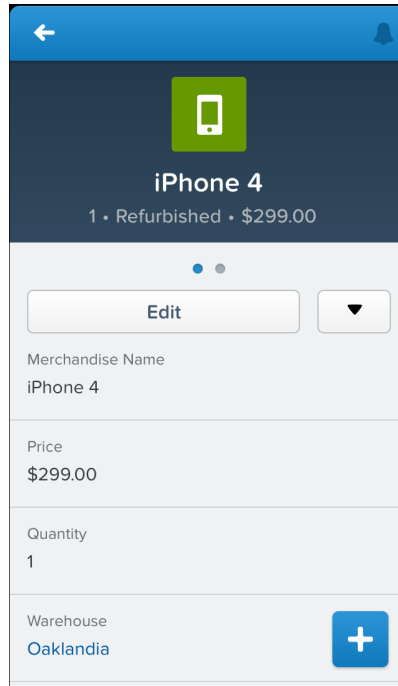 iPhone 4
1 • Refurbished • $299.00
Edit
Merchandise Name
iPhone 4
Price
$299.00
Quantity
1
Warehouse
Oaklandia